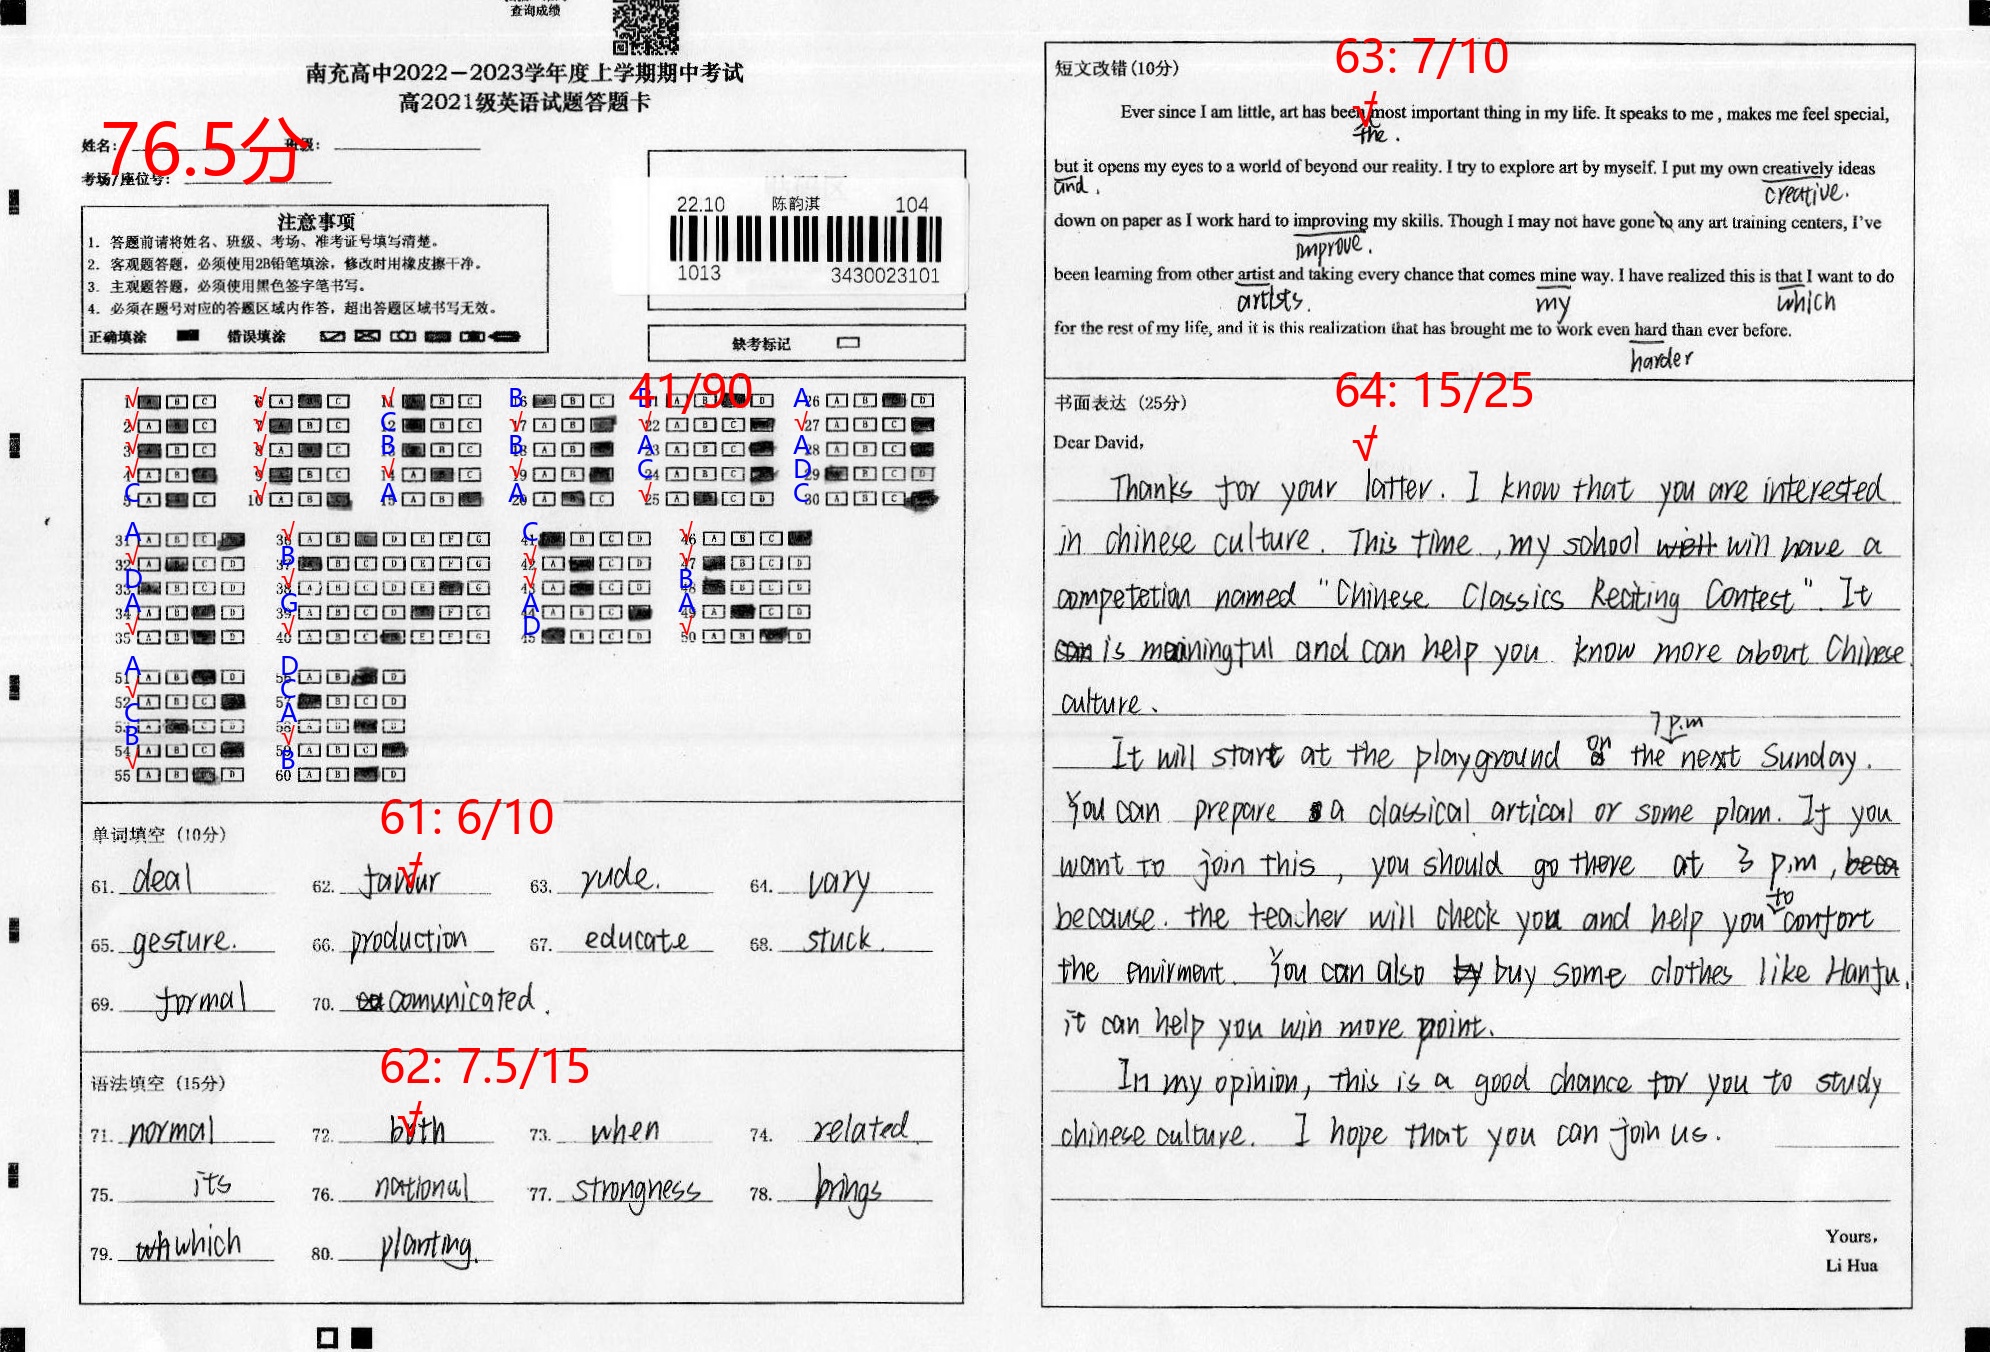 查询成绩
南充高中2022－2023学年度上学期期中考试
高2021级英语试题答题卡
76.5分
姓名：
班级：
考场/座位号：
注意事项
1. 答题前请将姓名、班级、考场、准考证号填写清楚。
2. 客观题答题，必须使用2B铅笔填涂，修改时用橡皮擦干净。
3. 主观题答题，必须使用黑色签字笔书写。
4. 必须在题号对应的答题区域内作答，超出答题区域书写无效。
正确填涂 错误填涂
22.10 陈韵淇 104
1013 3430023101
缺考标记
41/90
61: 6/10
单词填空（10分）
61. deal 62. favour 63. rude. 64. vary
65. gesture. 66. production 67. educate 68. stuck.
69. formal 70. comunicated.
62: 7.5/15
语法填空（15分）
71. normal 72. both 73. when 74. related
75. its 76. national 77. strongness 78. brings
79. which 80. planting.
63: 7/10
短文改错(10分)
Ever since I am little, art has been most important thing in my life. It speaks to me , makes me feel special,
the.
but it opens my eyes to a world of beyond our reality. I try to explore art by myself. I put my own creatively ideas
and. creative.
down on paper as I work hard to improving my skills. Though I may not have gone to any art training centers, I've
improve.
been learning from other artist and taking every chance that comes mine way. I have realized this is that I want to do
artists. my which
for the rest of my life, and it is this realization that has brought me to work even hard than ever before.
harder
64: 15/25
书面表达（25分）
Dear David,
Thanks for your latter. I know that you are interested
in chinese culture. This time, my school will have a
competetion named "Chinese Classics Reciting Contest". It
is meaningful and can help you know more about Chinese
culture.
7 p.m
It will start at the playground on the next Sunday.
You can prepare a classical artical or some plam. If you
want to join this, you should go there at 3 p.m,
because. the teacher will check you and help you to confort
the envirment. You can also buy some clothes like Hanfu.
it can help you win more point.
In my opinion, this is a good chance for you to study
chinese culture. I hope that you can join us.
Yours,
Li Hua